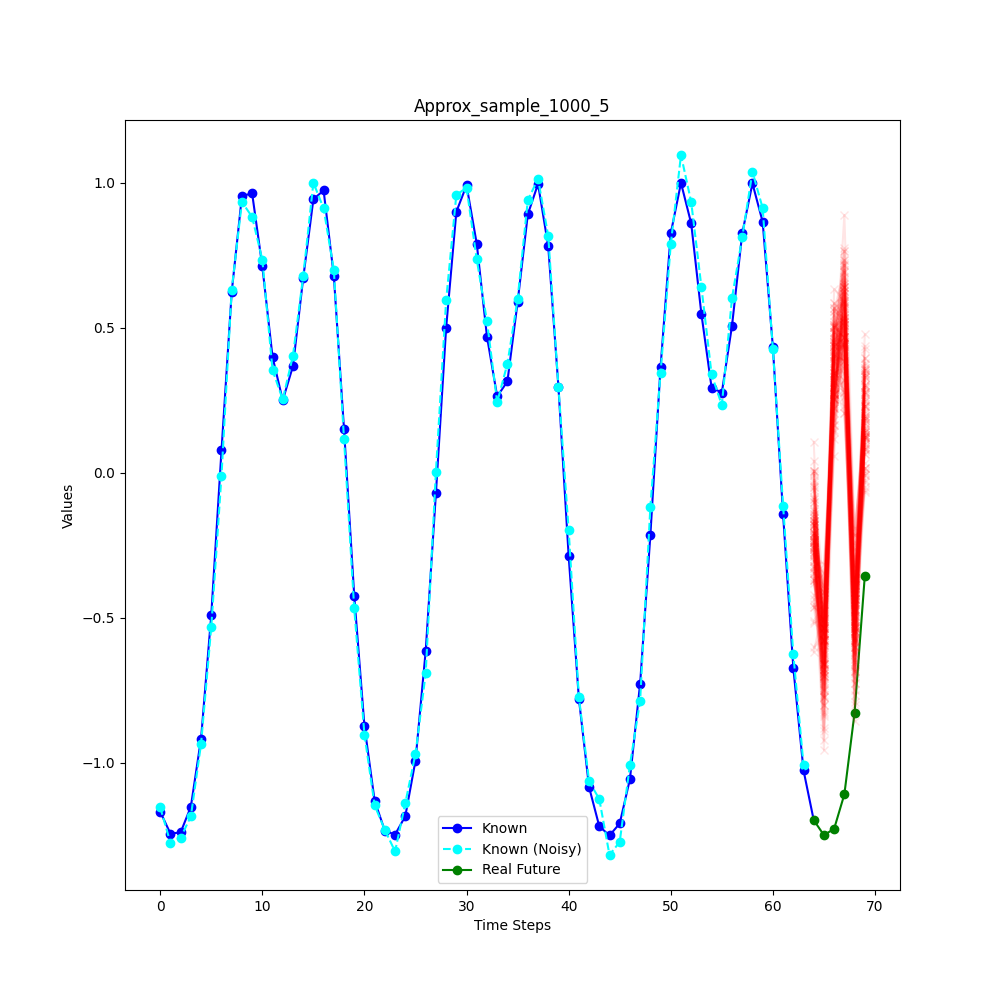 Approx_sample_1000_5
1.0
0.5
0.0
−0.5
−1.0
Values
0 10 20 30 40 50 60 70
Time Steps
Known
Known (Noisy)
Real Future